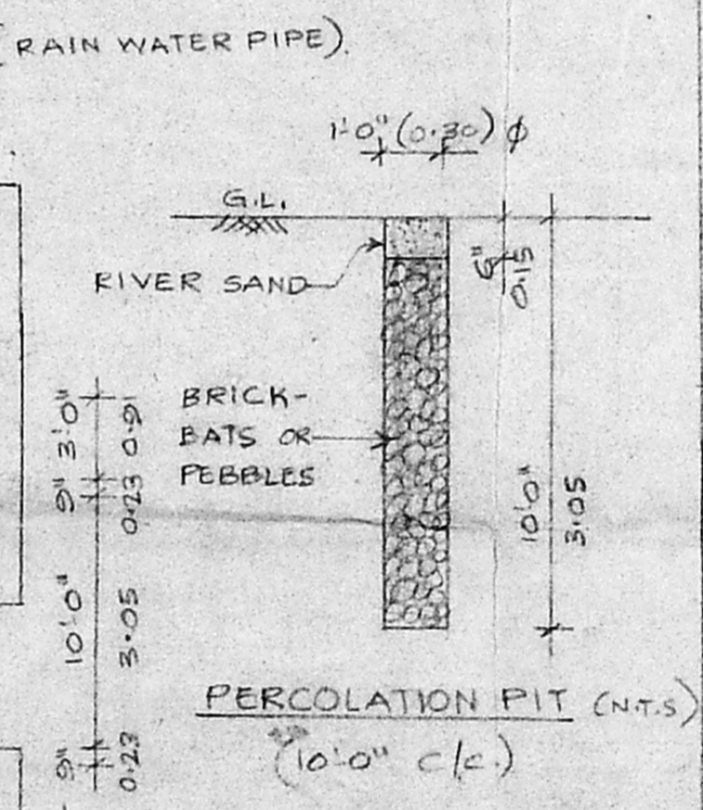 ( RAIN WATER PIPE).
1'-0" (0.30) φ
G.L.
RIVER SAND
6"
0.15
BRICK-
BATS OR
PEBBLES
3'0"
0.91
9"
0.23
10'0"
3.05
10'0"
3.05
9"
0.23
PERCOLATION PIT (N.T.S)
(10'0" C/C.)